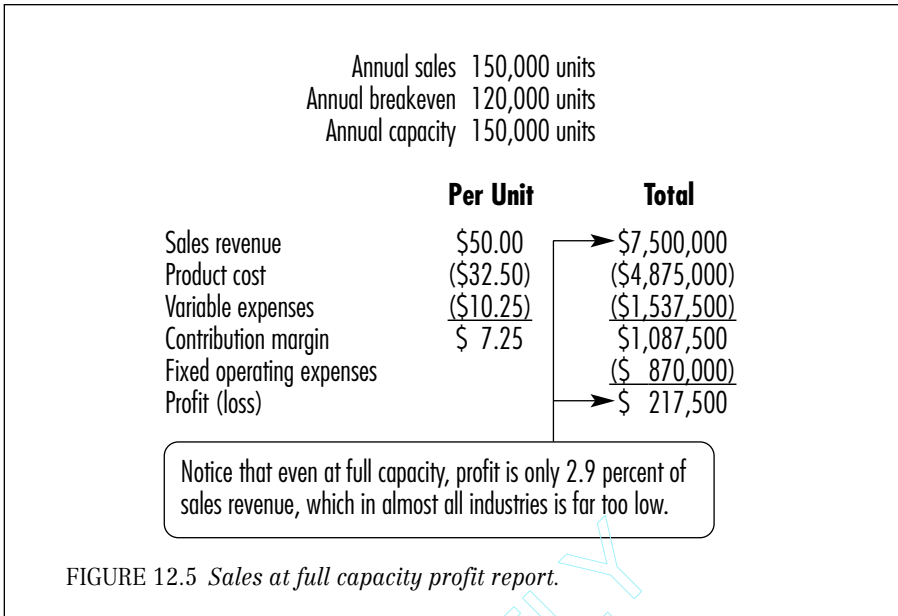 Annual sales 150,000 units
Annual breakeven 120,000 units
Annual capacity 150,000 units
Per Unit Total
Sales revenue $50.00 $7,500,000
Product cost ($32.50) ($4,875,000)
Variable expenses ($10.25) ($1,537,500)
Contribution margin $ 7.25 $1,087,500
Fixed operating expenses ($ 870,000)
Profit (loss) $ 217,500
Notice that even at full capacity, profit is only 2.9 percent of
sales revenue, which in almost all industries is far too low.
FIGURE 12.5 Sales at full capacity profit report.